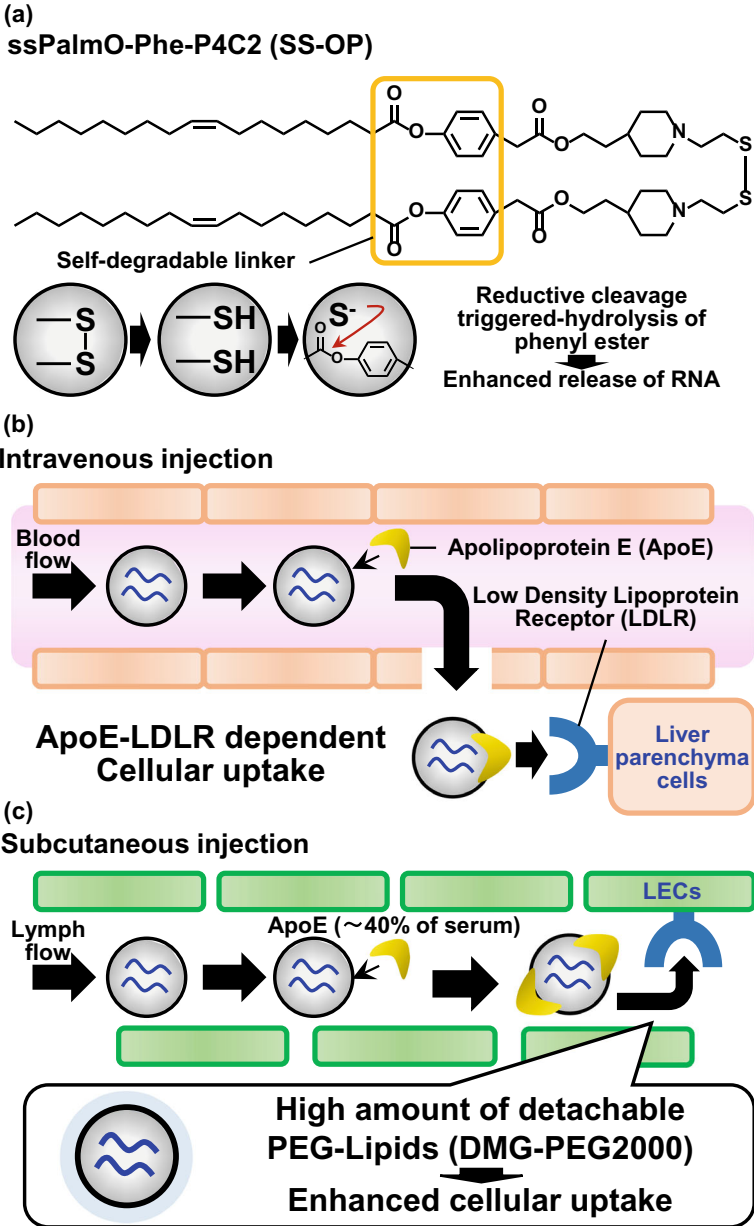 (a)
ssPalmO-Phe-P4C2 (SS-OP)
O
O
O
O
N
S
S
O
O
O
O
N
Self-degradable linker
S
S
SH
SH
S-
O
O
Reductive cleavage
triggered-hydrolysis of
phenyl ester
Enhanced release of RNA
(b)
Intravenous injection
Blood
flow
Apolipoprotein E (ApoE)
Low Density Lipoprotein
Receptor (LDLR)
ApoE-LDLR dependent
Cellular uptake
Liver
parenchyma
cells
(c)
Subcutaneous injection
LECs
Lymph
flow
ApoE (～40% of serum)
High amount of detachable
PEG-Lipids (DMG-PEG2000)
Enhanced cellular uptake